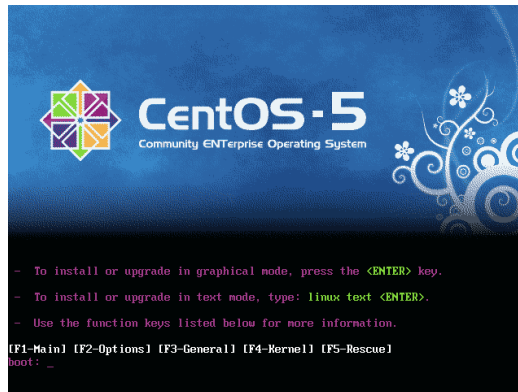 CentOS-5
Community ENTerprise Operating System
- To install or upgrade in graphical mode, press the <ENTER> key.
- To install or upgrade in text mode, type: linux text <ENTER>.
- Use the function keys listed below for more information.
[F1-Main] [F2-Options] [F3-General] [F4-Kernel] [F5-Rescue]
boot: _